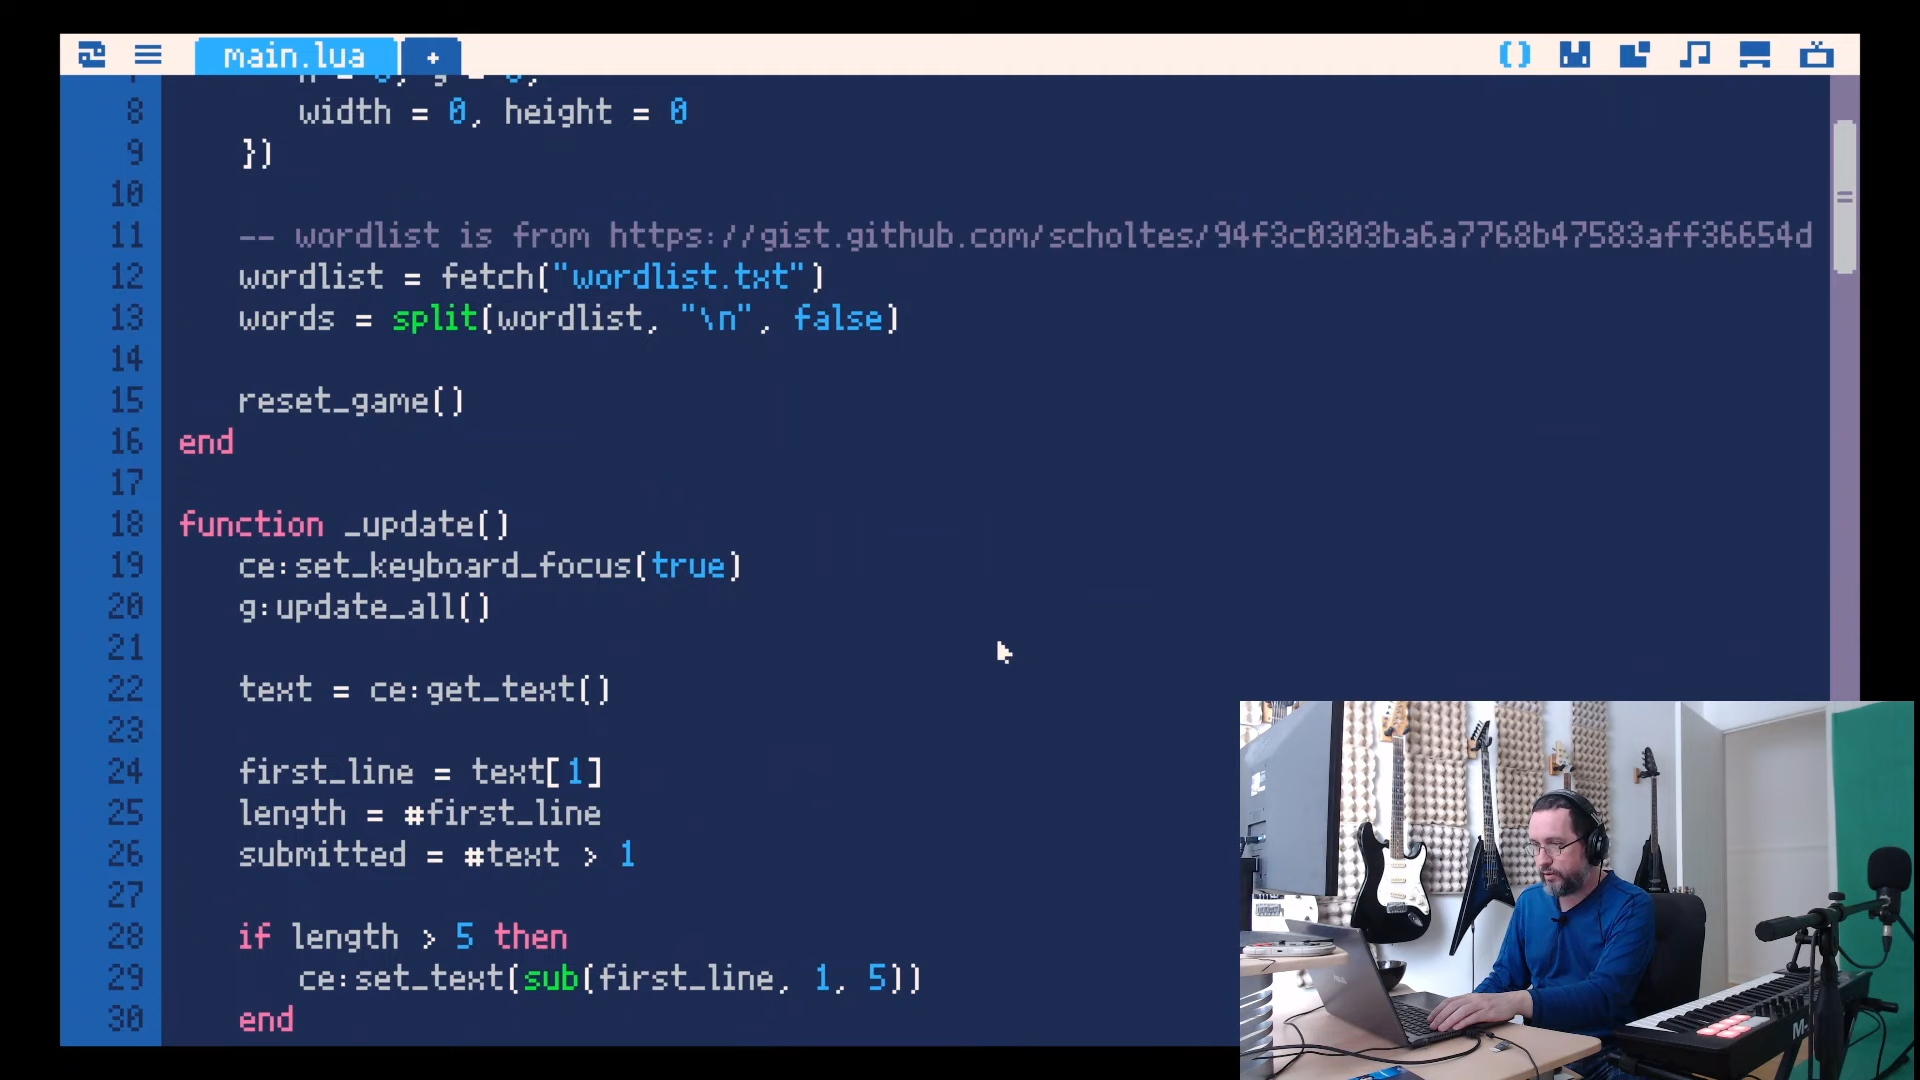 main.lua +
8 width = 0, height = 0
9 })
10
11 -- wordlist is from https://gist.github.com/scholtes/94f3c0303ba6a7768b47583aff36654d
12 wordlist = fetch("wordlist.txt")
13 words = split(wordlist, "\n", false)
14
15 reset_game()
16 end
17
18 function _update()
19 ce:set_keyboard_focus(true)
20 g:update_all()
21
22 text = ce:get_text()
23
24 first_line = text[1]
25 length = #first_line
26 submitted = #text > 1
27
28 if length > 5 then
29 ce:set_text(sub(first_line, 1, 5))
30 end